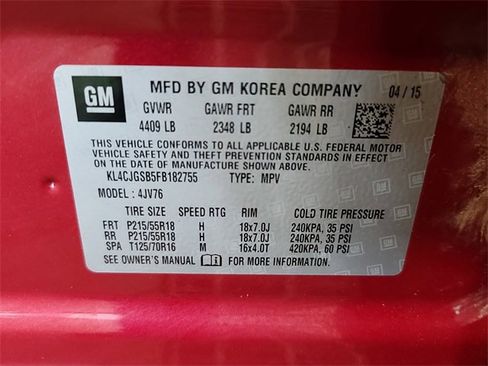 GM
MFD BY GM KOREA COMPANY 04 / 15
GVWR GAWR FRT GAWR RR
4409 LB 2348 LB 2194 LB
THIS VEHICLE CONFORMS TO ALL APPLICABLE U.S. FEDERAL MOTOR
VEHICLE SAFETY, BUMPER, AND THEFT PREVENTION STANDARDS IN EFFECT
ON THE DATE OF MANUFACTURE SHOWN ABOVE.
KL4CJGSB5FB182755 TYPE: MPV
MODEL: 4JV76
TIRE SIZE SPEED RTG RIM COLD TIRE PRESSURE
FRT P215/55R18 H 18x7.0J 240KPA, 35 PSI
RR P215/55R18 H 18x7.0J 240KPA, 35 PSI
SPA T125/70R16 M 16x4.0T 420KPA, 60 PSI
SEE OWNER'S MANUAL FOR MORE INFORMATION.